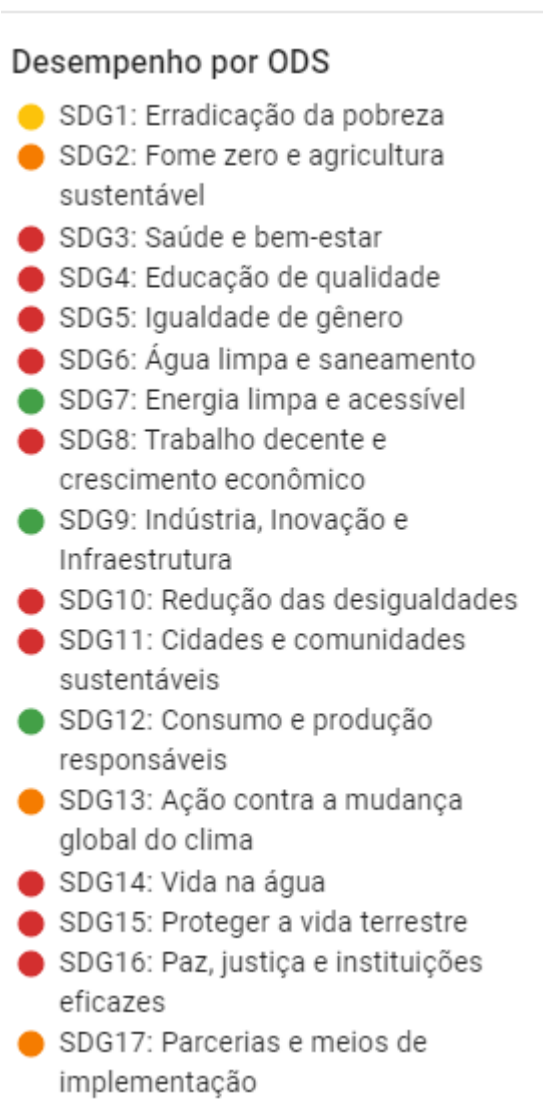 Desempenho por ODS
SDG1: Erradicação da pobreza
SDG2: Fome zero e agricultura
sustentável
SDG3: Saúde e bem-estar
SDG4: Educação de qualidade
SDG5: Igualdade de gênero
SDG6: Água limpa e saneamento
SDG7: Energia limpa e acessível
SDG8: Trabalho decente e
crescimento econômico
SDG9: Indústria, Inovação e
Infraestrutura
SDG10: Redução das desigualdades
SDG11: Cidades e comunidades
sustentáveis
SDG12: Consumo e produção
responsáveis
SDG13: Ação contra a mudança
global do clima
SDG14: Vida na água
SDG15: Proteger a vida terrestre
SDG16: Paz, justiça e instituições
eficazes
SDG17: Parcerias e meios de
implementação